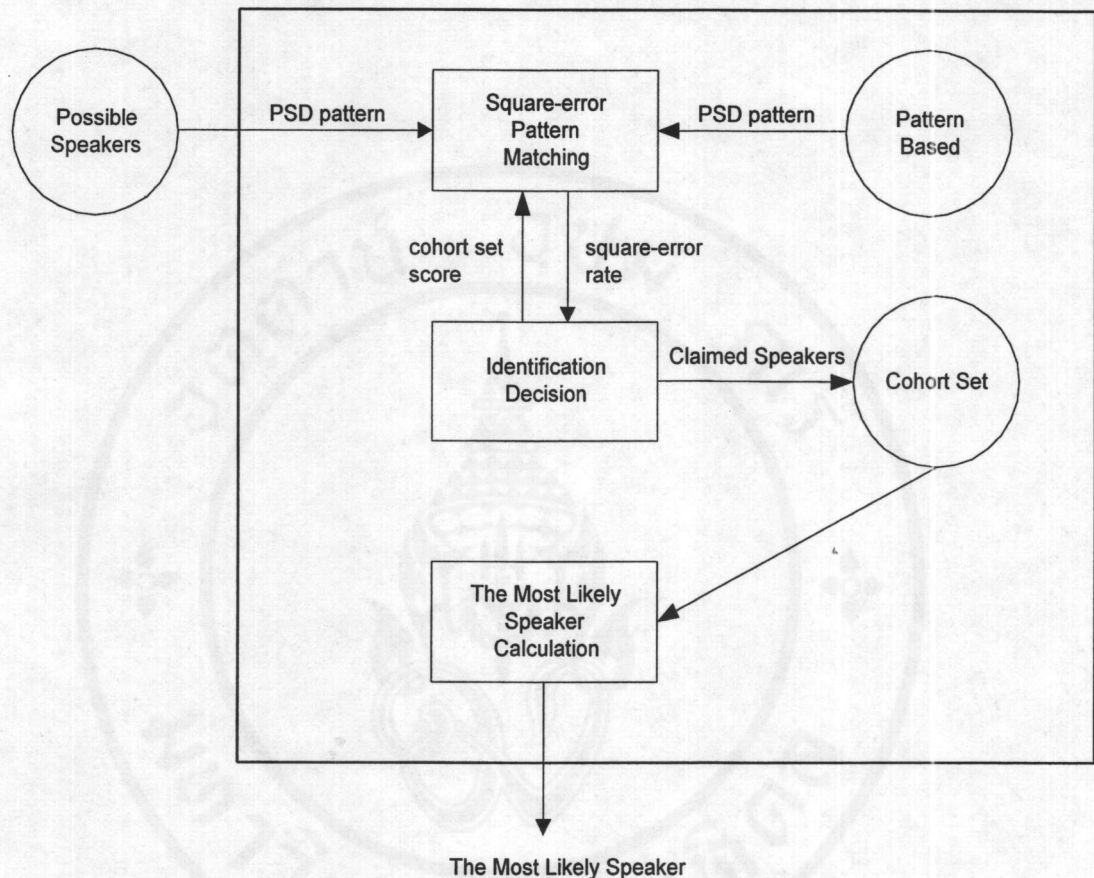 Possible
Speakers
PSD pattern
Square-error
Pattern
Matching
PSD pattern
Pattern
Based
cohort set
score
square-error
rate
Identification
Decision
Claimed Speakers
Cohort Set
The Most Likely
Speaker
Calculation
The Most Likely Speaker